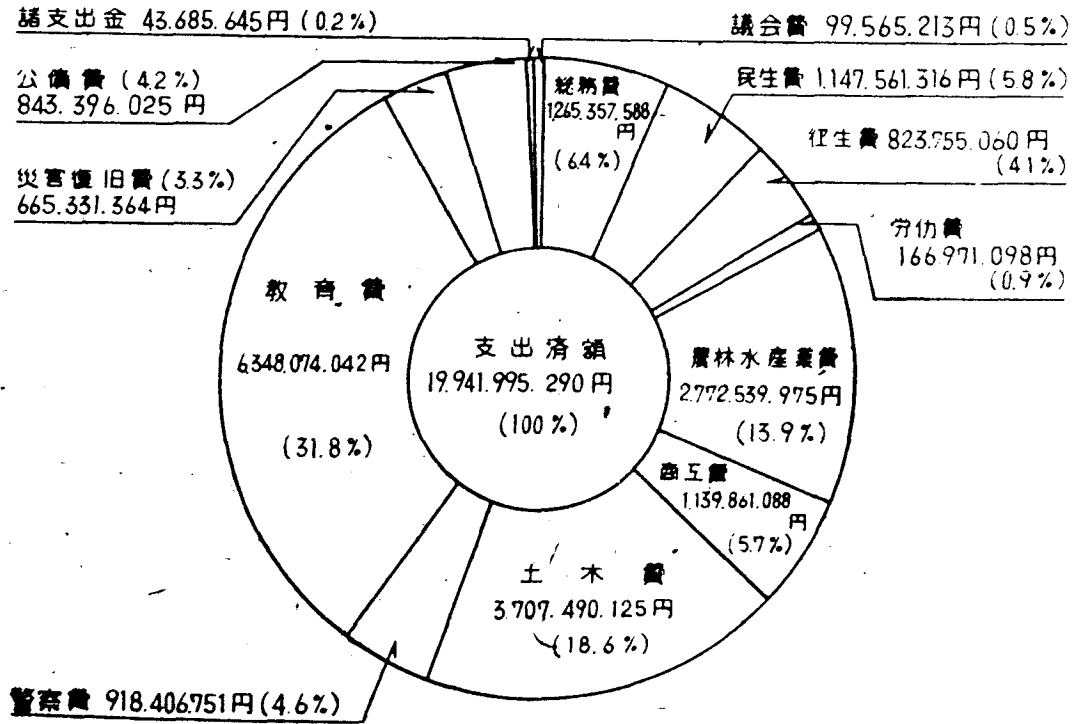 諸支出金 43.685.645円 (0.2%)
議会費 99.565.213円 (0.5%)
公債費 (4.2%)
843.396.025 円
総務費
1,265.357.588
円
(6.4%)
民生費 1.147.561.316円 (5.8%)
衛生費 823.755.060円
(4.1%)
災害復旧費 (3.3%)
665.331.364円
労働費
166.971.098円
(0.9%)
教育費
6.348.074.042円
(31.8%)
支出済額
19.941.995.290円
(100%)
農林水産業費
2.772.539.975円
(13.9%)
商工費
1.139.861.088
円
(5.7%)
土木費
3.707.490.125円
(18.6%)
警察費 918.406.751円 (4.6%)